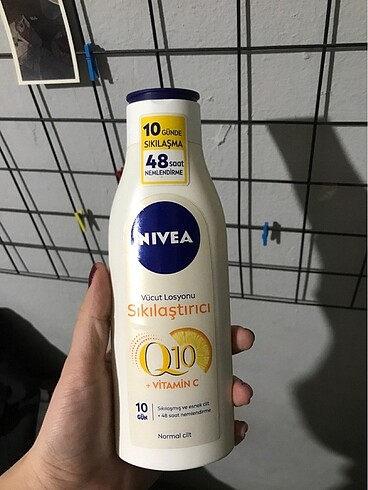 10 GÜNDE
SIKILAŞMA
48 saat
NEMLENDİRME
NIVEA
Vücut Losyonu
Sıkılaştırıcı
Q10
+ VİTAMİN C
10 GÜN
Sıkılaşmış ve esnek cilt
+ 48 saat nemlendirme
Normal cilt